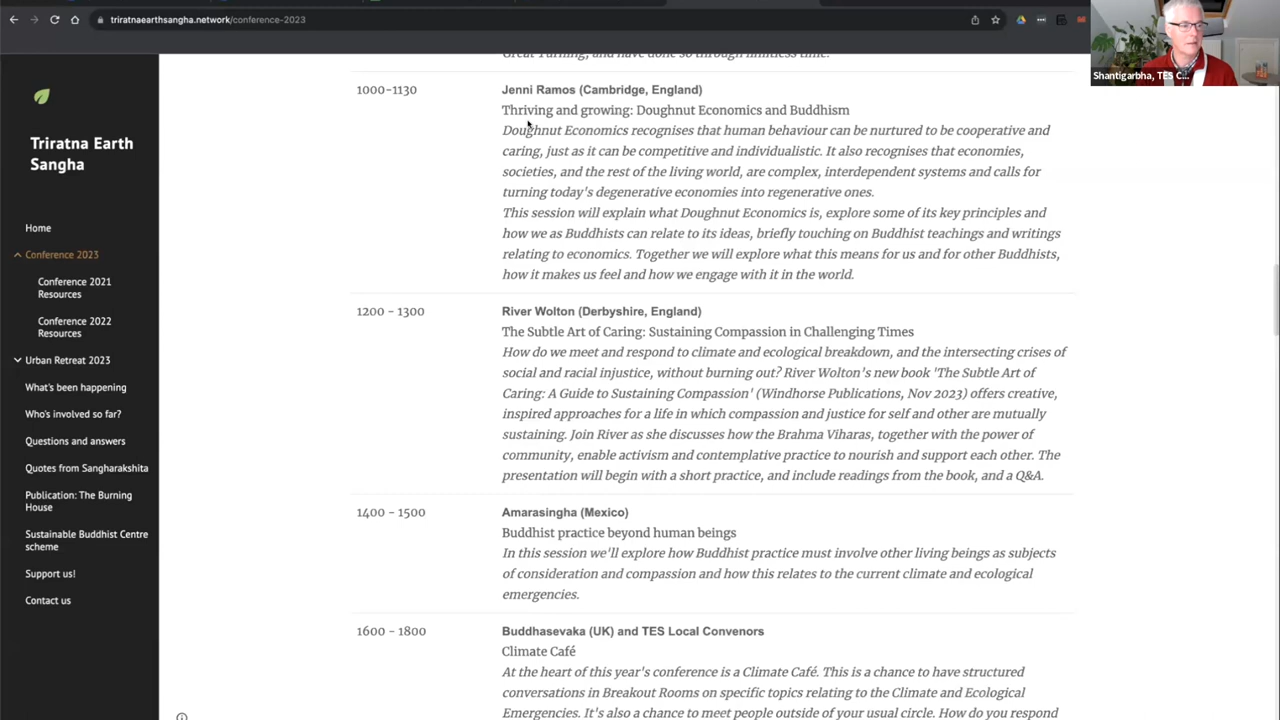 triratnaearthsangha.network/conference-2023
Shantigarbha, TES C...
Triratna Earth
Sangha
Home
Conference 2023
Conference 2021
Resources
Conference 2022
Resources
Urban Retreat 2023
What's been happening
Who's involved so far?
Questions and answers
Quotes from Sangharakshita
Publication: The Burning
House
Sustainable Buddhist Centre
scheme
Support us!
Contact us
Great Turning, and have done so through limitless time.
1000-1130
Jenni Ramos (Cambridge, England)
Thriving and growing: Doughnut Economics and Buddhism
Doughnut Economics recognises that human behaviour can be nurtured to be cooperative and
caring, just as it can be competitive and individualistic. It also recognises that economies,
societies, and the rest of the living world, are complex, interdependent systems and calls for
turning today's degenerative economies into regenerative ones.
This session will explain what Doughnut Economics is, explore some of its key principles and
how we as Buddhists can relate to its ideas, briefly touching on Buddhist teachings and writings
relating to economics. Together we will explore what this means for us and for other Buddhists,
how it makes us feel and how we engage with it in the world.
1200 - 1300
River Wolton (Derbyshire, England)
The Subtle Art of Caring: Sustaining Compassion in Challenging Times
How do we meet and respond to climate and ecological breakdown, and the intersecting crises of
social and racial injustice, without burning out? River Wolton's new book 'The Subtle Art of
Caring: A Guide to Sustaining Compassion' (Windhorse Publications, Nov 2023) offers creative,
inspired approaches for a life in which compassion and justice for self and other are mutually
sustaining. Join River as she discusses how the Brahma Viharas, together with the power of
community, enable activism and contemplative practice to nourish and support each other. The
presentation will begin with a short practice, and include readings from the book, and a Q&A.
1400 - 1500
Amarasingha (Mexico)
Buddhist practice beyond human beings
In this session we'll explore how Buddhist practice must involve other living beings as subjects
of consideration and compassion and how this relates to the current climate and ecological
emergencies.
1600 - 1800
Buddhasevaka (UK) and TES Local Convenors
Climate Café
At the heart of this year's conference is a Climate Café. This is a chance to have structured
conversations in Breakout Rooms on specific topics relating to the Climate and Ecological
Emergencies. It's also a chance to meet people outside of your usual circle. How do you respond